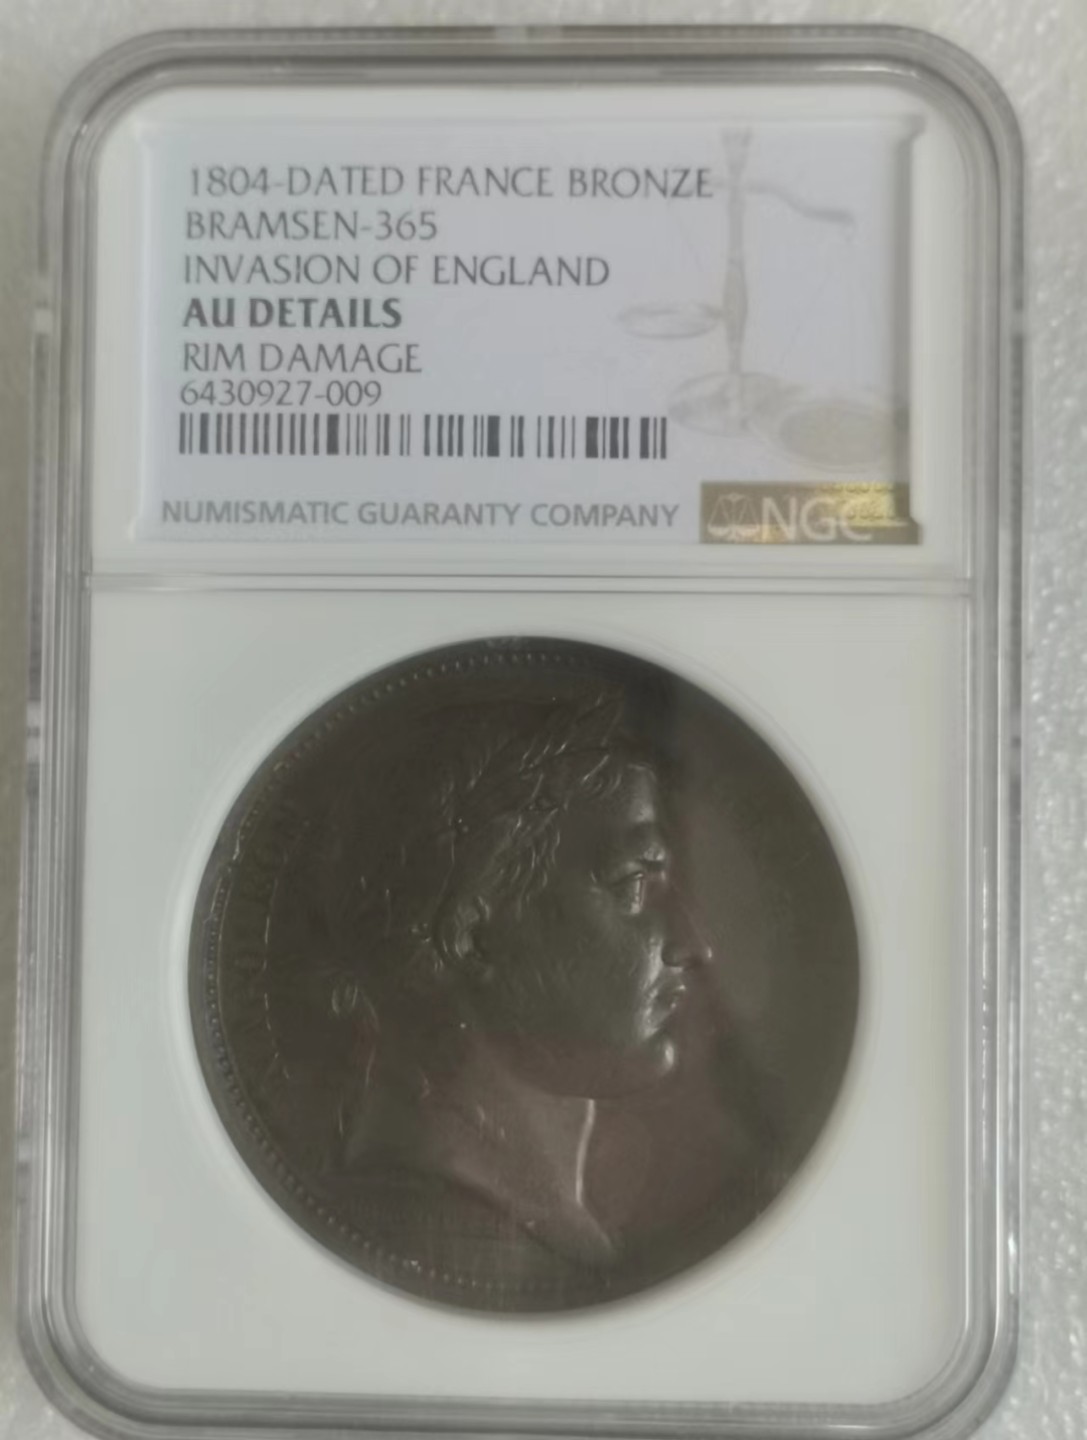 1804-DATED FRANCE BRONZE
BRAMSEN-365
INVASION OF ENGLAND
AU DETAILS
RIM DAMAGE
6430927-009
NUMISMATIC GUARANTY COMPANY
NGC